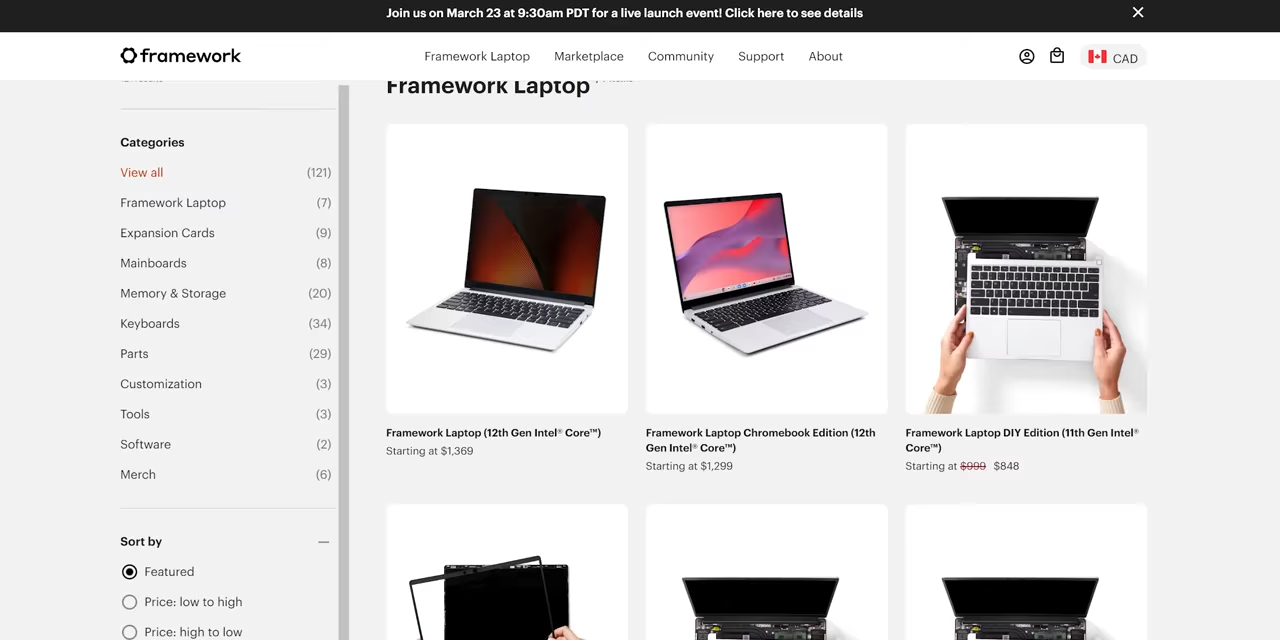 Join us on March 23 at 9:30am PDT for a live launch event! Click here to see details
framework
Framework Laptop
Marketplace
Community
Support
About
CAD
Categories
View all (121)
Framework Laptop (7)
Expansion Cards (9)
Mainboards (8)
Memory & Storage (20)
Keyboards (34)
Parts (29)
Customization (3)
Tools (3)
Software (2)
Merch (6)
Sort by
Featured
Price: low to high
Price: high to low
Framework Laptop
Framework Laptop (12th Gen Intel® Core™)
Starting at $1,369
Framework Laptop Chromebook Edition (12th
Gen Intel® Core™)
Starting at $1,299
Framework Laptop DIY Edition (11th Gen Intel®
Core™)
Starting at $999 $848